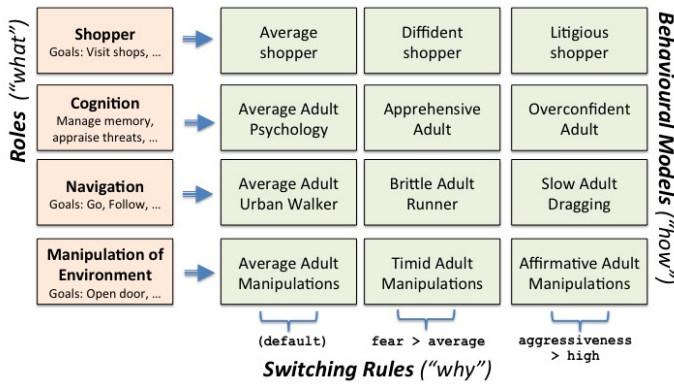 Shopper
Goals: Visit shops, …
Average
shopper
Diffident
shopper
Litigious
shopper
Cognition
Manage memory,
appraise threats, …
Average Adult
Psychology
Apprehensive
Adult
Overconfident
Adult
Navigation
Goals: Go, Follow, …
Average Adult
Urban Walker
Brittle Adult
Runner
Slow Adult
Dragging
Manipulation of
Environment
Goals: Open door, …
Average Adult
Manipulations
Timid Adult
Manipulations
Affirmative Adult
Manipulations
Roles (“what”)
Behavioural Models (“how”)
(default)
fear > average
aggressiveness
> high
Switching Rules (“why”)